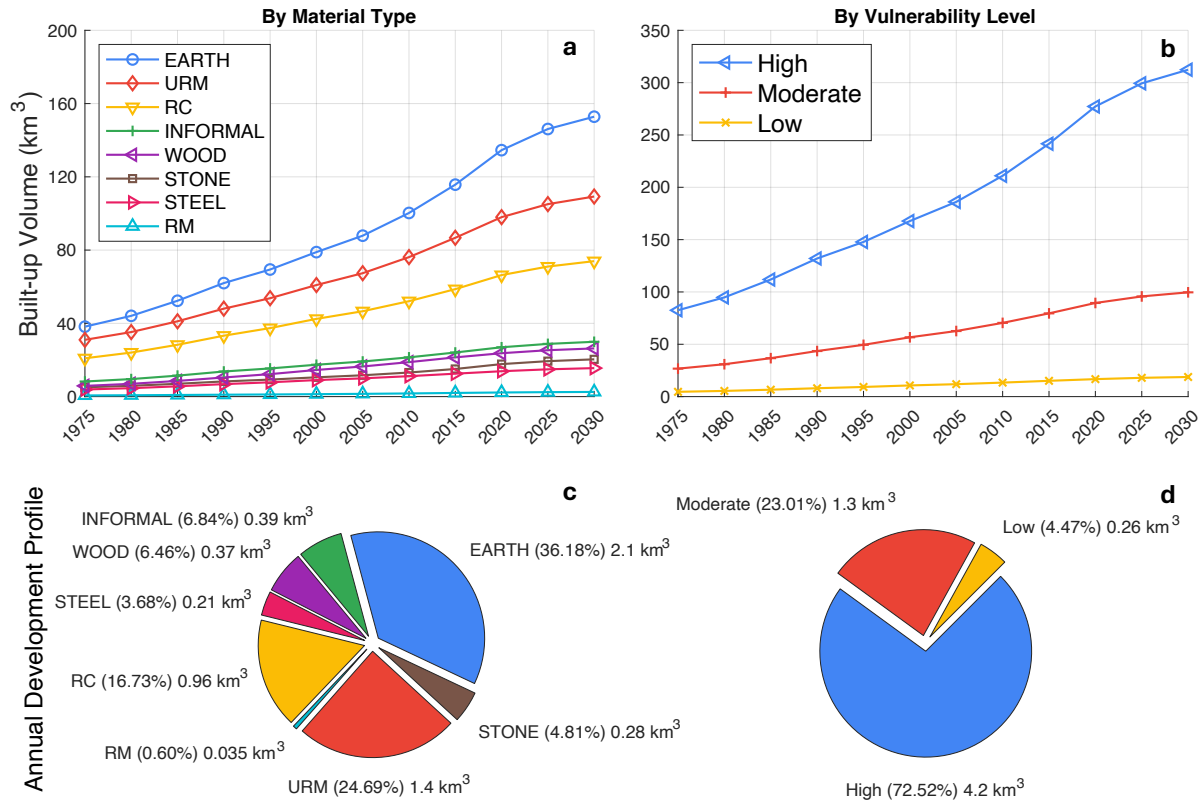 By Material Type
By Vulnerability Level
a
b
Built-up Volume (km³)
200
160
120
80
40
0
EARTH
URM
RC
INFORMAL
WOOD
STONE
STEEL
RM
1975 1980 1985 1990 1995 2000 2005 2010 2015 2020 2025 2030
350
300
250
200
150
100
50
0
High
Moderate
Low
1975 1980 1985 1990 1995 2000 2005 2010 2015 2020 2025 2030
Annual Development Profile
c
INFORMAL (6.84%) 0.39 km³
WOOD (6.46%) 0.37 km³
EARTH (36.18%) 2.1 km³
STEEL (3.68%) 0.21 km³
RC (16.73%) 0.96 km³
STONE (4.81%) 0.28 km³
RM (0.60%) 0.035 km³
URM (24.69%) 1.4 km³
d
Moderate (23.01%) 1.3 km³
Low (4.47%) 0.26 km³
High (72.52%) 4.2 km³